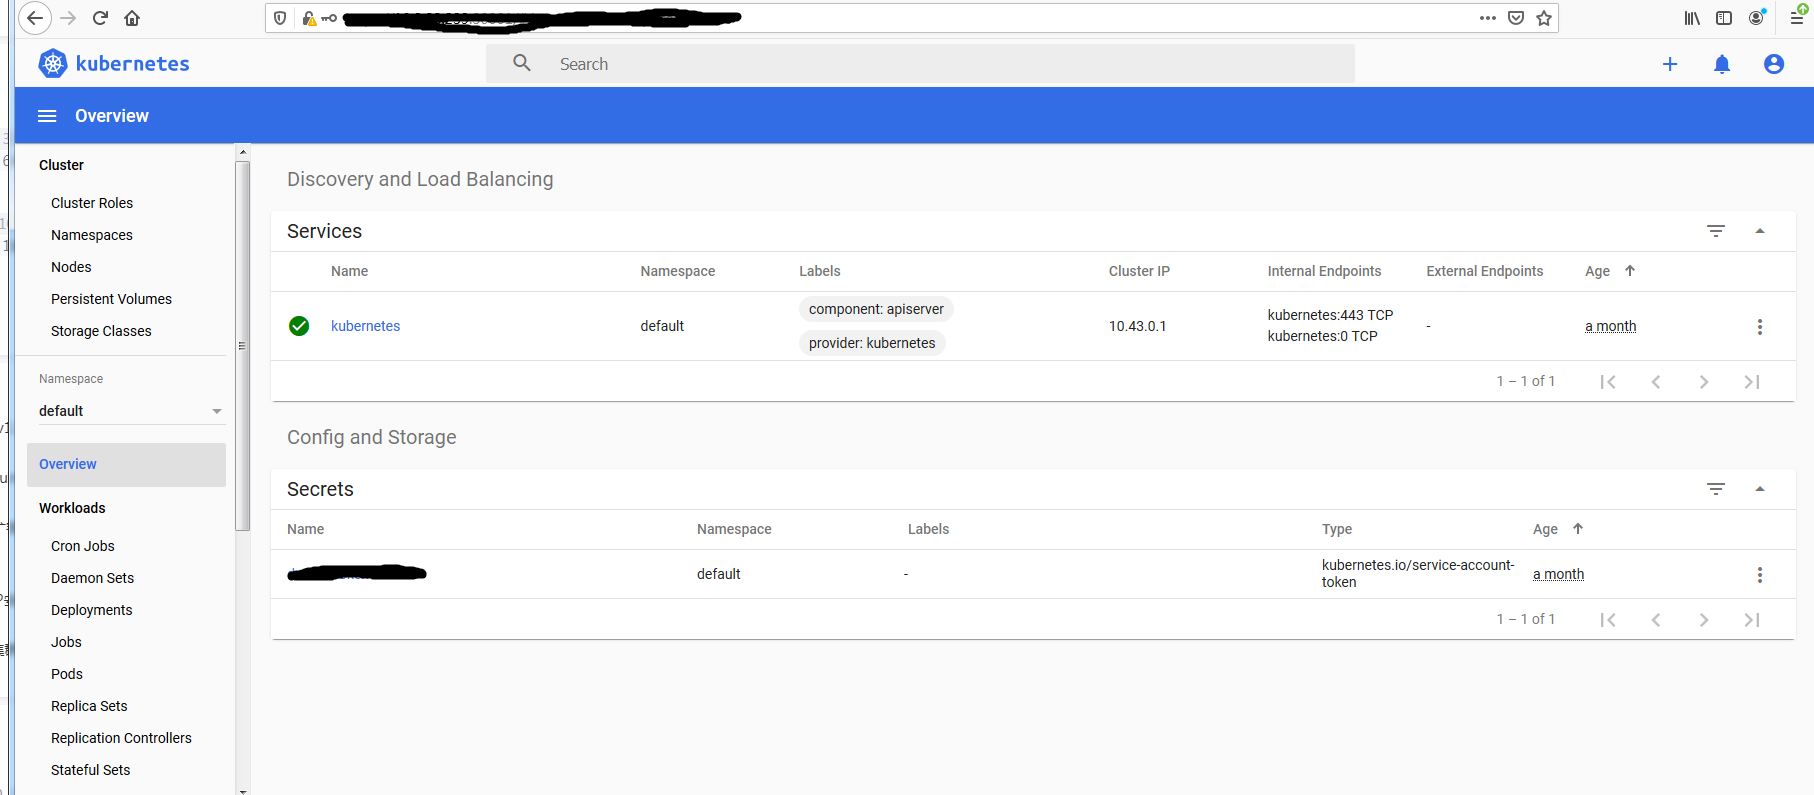 kubernetes
Search
Overview
Cluster
Cluster Roles
Namespaces
Nodes
Persistent Volumes
Storage Classes
Namespace
default
Overview
Workloads
Cron Jobs
Daemon Sets
Deployments
Jobs
Pods
Replica Sets
Replication Controllers
Stateful Sets
Discovery and Load Balancing
Services
Name Namespace Labels Cluster IP Internal Endpoints External Endpoints Age
kubernetes default component: apiserver provider: kubernetes 10.43.0.1 kubernetes:443 TCP kubernetes:0 TCP - a month
1 – 1 of 1
Config and Storage
Secrets
Name Namespace Labels Type Age
default - kubernetes.io/service-account-token a month
1 – 1 of 1